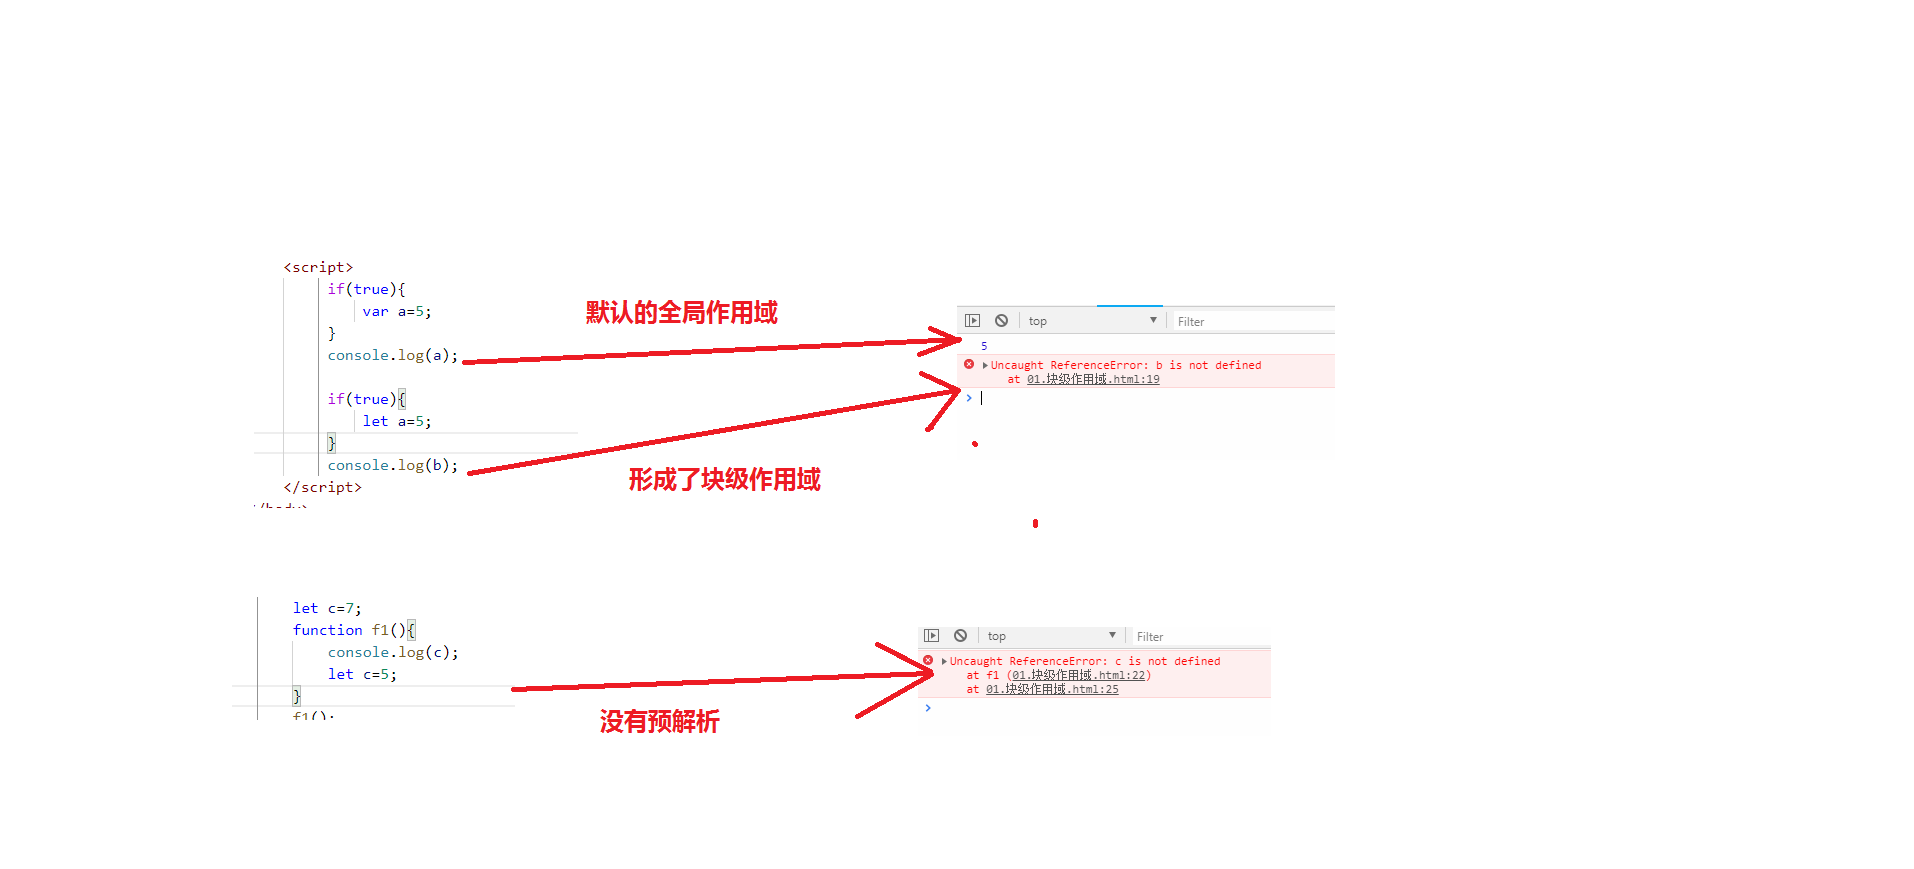 <script>
if(true){
var a=5;
}
console.log(a);
if(true){
let a=5;
}
console.log(b);
</script>
默认的全局作用域
形成了块级作用域
top
Filter
5
Uncaught ReferenceError: b is not defined
at 01.块级作用域.html:19
let c=7;
function f1(){
console.log(c);
let c=5;
}
f1();
没有预解析
top
Filter
Uncaught ReferenceError: c is not defined
at f1 (01.块级作用域.html:22)
at 01.块级作用域.html:25